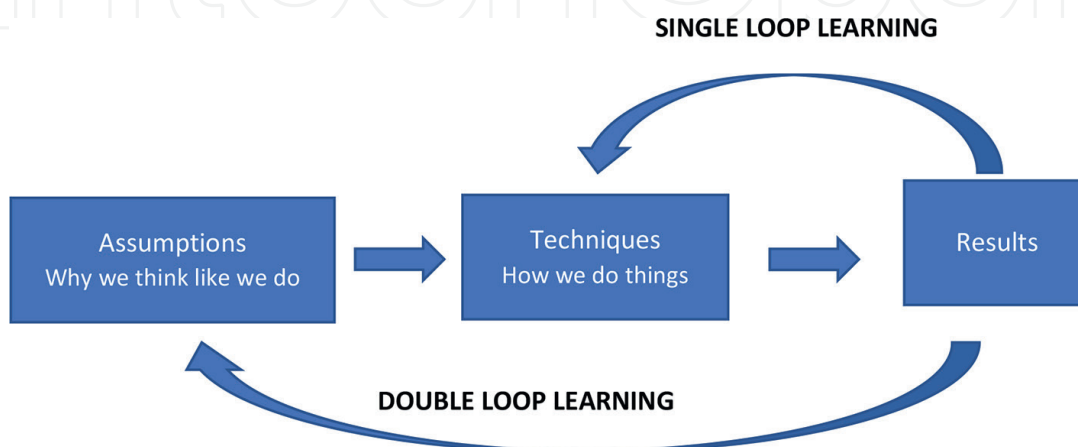 SINGLE LOOP LEARNING
Assumptions
Why we think like we do
Techniques
How we do things
Results
DOUBLE LOOP LEARNING